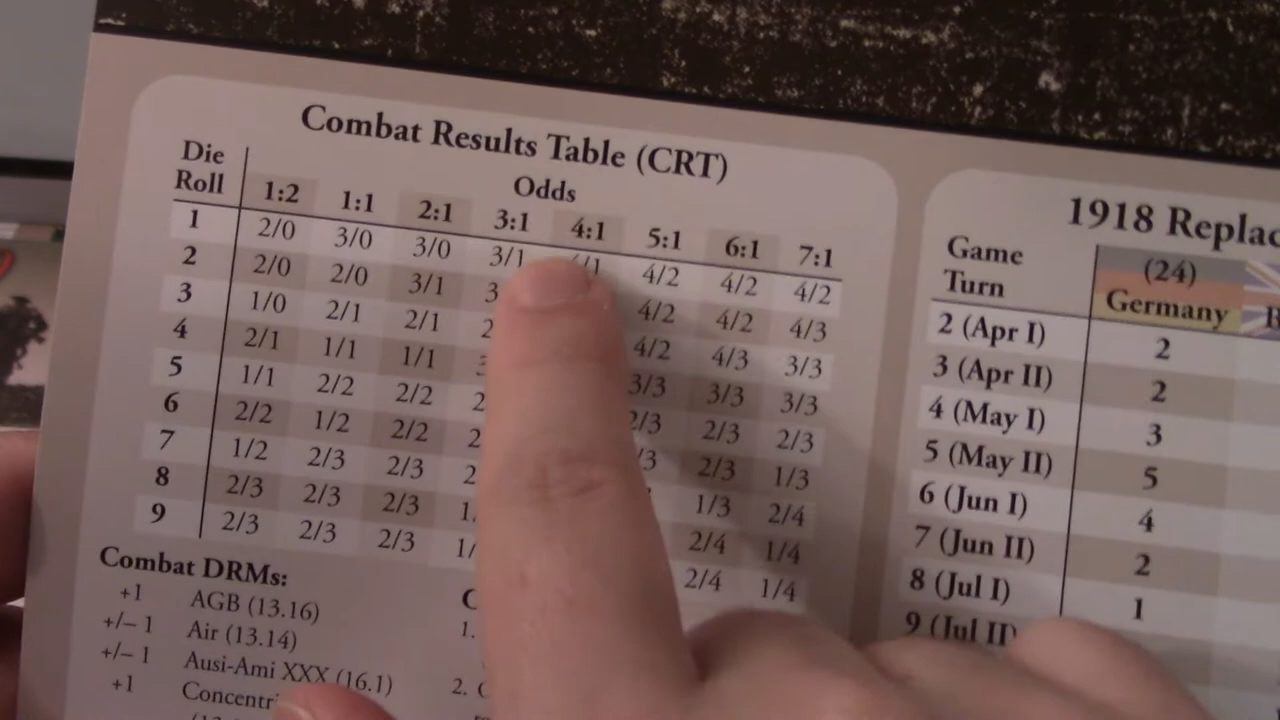 Combat Results Table (CRT)
Die Roll
Odds
1:2 1:1 2:1 3:1 4:1 5:1 6:1 7:1
1 2/0 3/0 3/0 3/1 4/2 4/2 4/2
2 2/0 2/0 3/1 4/2 4/2 4/3
3 1/0 2/1 2/1 4/2 4/3 3/3
4 2/1 1/1 1/1 3/3 3/3 3/3
5 1/1 2/2 2/2 2/3 2/3 2/3
6 2/2 1/2 2/2 2/3 1/3
7 1/2 2/3 2/3 1/3 2/4
8 2/3 2/3 2/3 2/4 1/4
9 2/3 2/3 2/3 2/4 1/4
Combat DRMs:
+1 AGB (13.16)
+/– 1 Air (13.14)
+/– 1 Ausi-Ami XXX (16.1)
+1
1.
2.
1918
Game Turn
(24) Germany
2 (Apr I) 2
3 (Apr II) 2
4 (May I) 3
5 (May II) 5
6 (Jun I) 4
7 (Jun II) 2
8 (Jul I) 1
9 (Jul II)